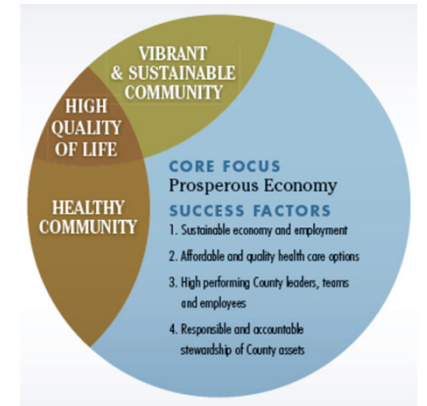 VIBRANT
& SUSTAINABLE
COMMUNITY
HIGH
QUALITY
OF LIFE
HEALTHY
COMMUNITY
CORE FOCUS
Prosperous Economy
SUCCESS FACTORS
1. Sustainable economy and employment
2. Affordable and quality health care options
3. High performing County leaders, teams
and employees
4. Responsible and accountable
stewardship of County assets